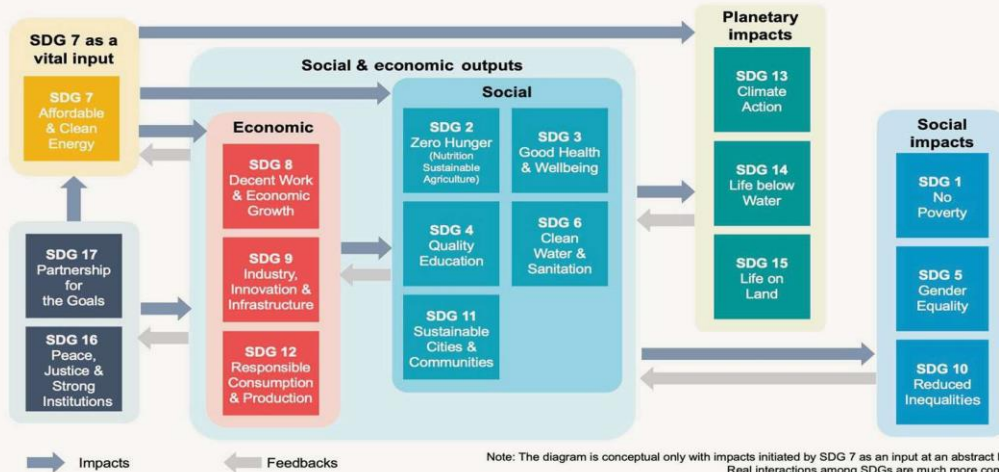 SDG 7 as a
vital input
SDG 7
Affordable
& Clean
Energy
SDG 17
Partnership
for
the Goals
SDG 16
Peace,
Justice &
Strong
Institutions
Social & economic outputs
Economic
SDG 8
Decent Work
& Economic
Growth
SDG 9
Industry,
Innovation &
Infrastructure
SDG 12
Responsible
Consumption
& Production
Social
SDG 2
Zero Hunger
(Nutrition
Sustainable
Agriculture)
SDG 3
Good Health
& Wellbeing
SDG 4
Quality
Education
SDG 6
Clean
Water &
Sanitation
SDG 11
Sustainable
Cities &
Communities
Planetary
impacts
SDG 13
Climate
Action
SDG 14
Life below
Water
SDG 15
Life on
Land
Social
impacts
SDG 1
No
Poverty
SDG 5
Gender
Equality
SDG 10
Reduced
Inequalities
Impacts
Feedbacks
Note: The diagram is conceptual only with impacts initiated by SDG 7 as an input at an abstract
Real interactions among SDGs are much more